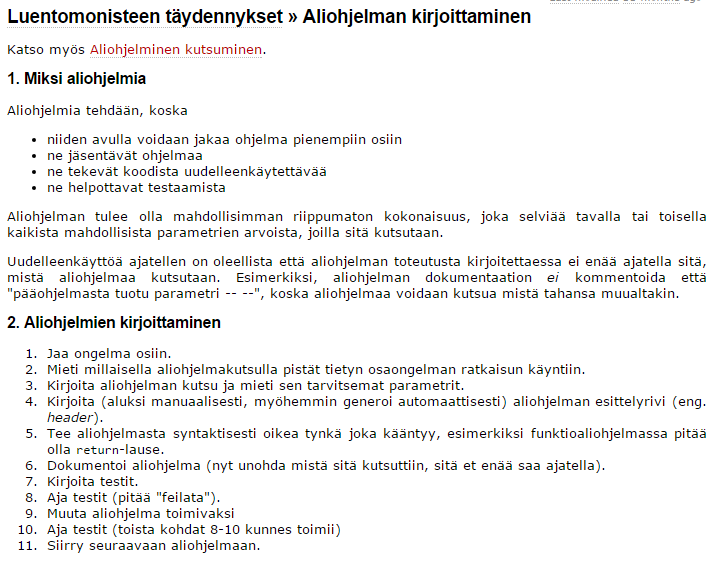 Luentomonisteen täydennykset » Aliohjelman kirjoittaminen
Katso myös Aliohjelminen kutsuminen.
1. Miksi aliohjelmia
Aliohjelmia tehdään, koska
• niiden avulla voidaan jakaa ohjelma pienempiin osiin
• ne jäsentävät ohjelmaa
• ne tekevät koodista uudelleenkäytettävää
• ne helpottavat testaamista
Aliohjelman tulee olla mahdollisimman riippumaton kokonaisuus, joka selviää tavalla tai toisella
kaikista mahdollisista parametrien arvoista, joilla sitä kutsutaan.
Uudelleenkäyttöä ajatellen on oleellista että aliohjelman toteutusta kirjoitettaessa ei enää ajatella sitä,
mistä aliohjelmaa kutsutaan. Esimerkiksi, aliohjelman dokumentaation ei kommentoida että
"pääohjelmasta tuotu parametri -- --", koska aliohjelmaa voidaan kutsua mistä tahansa muualtakin.
2. Aliohjelmien kirjoittaminen
1. Jaa ongelma osiin.
2. Mieti millaisella aliohjelmakutsulla pistät tietyn osaongelman ratkaisun käyntiin.
3. Kirjoita aliohjelman kutsu ja mieti sen tarvitsemat parametrit.
4. Kirjoita (aluksi manuaalisesti, myöhemmin generoi automaattisesti) aliohjelman esittelyrivi (eng.
header).
5. Tee aliohjelmasta syntaktisesti oikea tynkä joka kääntyy, esimerkiksi funktioaliohjelmassa pitää
olla return-lause.
6. Dokumentoi aliohjelma (nyt unohda mistä sitä kutsuttiin, sitä et enää saa ajatella).
7. Kirjoita testit.
8. Aja testit (pitää "feilata").
9. Muuta aliohjelma toimivaksi
10. Aja testit (toista kohdat 8-10 kunnes toimii)
11. Siirry seuraavaan aliohjelmaan.